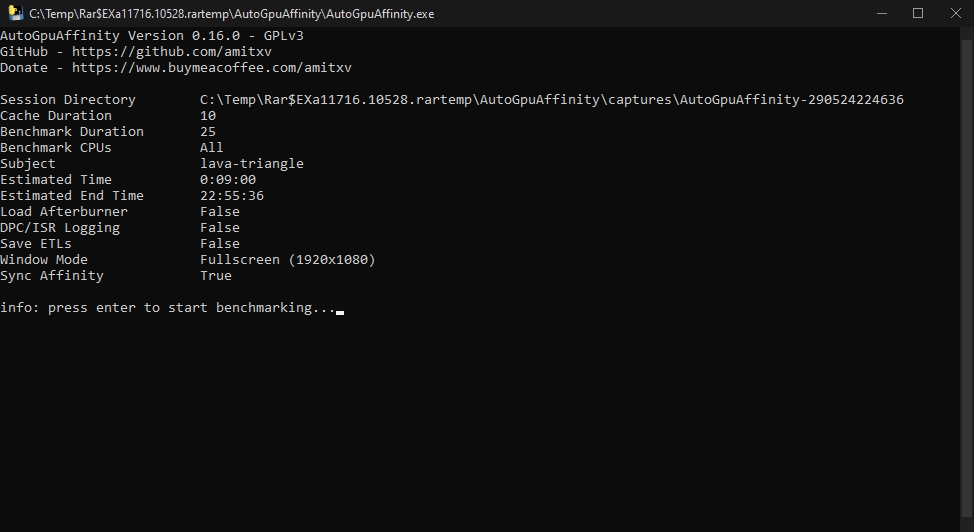 C:\Temp\Rar$EXa11716.10528.rartemp\AutoGpuAffinity\AutoGpuAffinity.exe
AutoGpuAffinity Version 0.16.0 - GPLv3
GitHub - https://github.com/amitxv
Donate - https://www.buymeacoffee.com/amitxv
Session Directory C:\Temp\Rar$EXa11716.10528.rartemp\AutoGpuAffinity\captures\AutoGpuAffinity-290524224636
Cache Duration 10
Benchmark Duration 25
Benchmark CPUs All
Subject lava-triangle
Estimated Time 0:09:00
Estimated End Time 22:55:36
Load Afterburner False
DPC/ISR Logging False
Save ETLs False
Window Mode Fullscreen (1920x1080)
Sync Affinity True
info: press enter to start benchmarking...